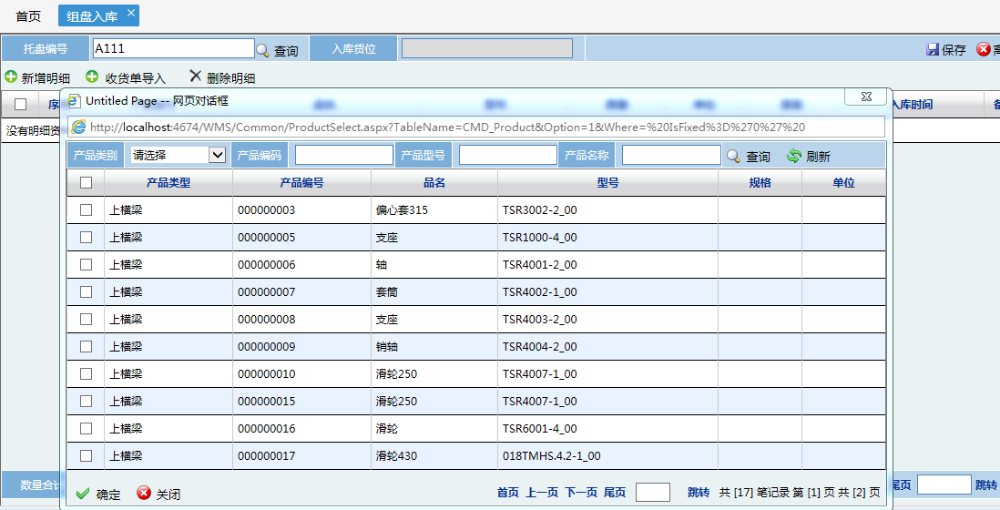 首页 组盘入库
托盘编号 A111 查询 入库货位 保存
新增明细 收货单导入 删除明细
Untitled Page -- 网页对话框 入库时间
http://localhost:4674/WMS/Common/ProductSelect.aspx?TableName=CMD_Product&Option=1&Where=%20IsFixed%3D%270%27%20
没有明细资
产品类别 请选择 产品编码 产品型号 产品名称 查询 刷新
产品类型 产品编号 品名 型号 规格 单位
上横梁 000000003 偏心套315 TSR3002-2_00
上横梁 000000005 支座 TSR1000-4_00
上横梁 000000006 轴 TSR4001-2_00
上横梁 000000007 套筒 TSR4002-1_00
上横梁 000000008 支座 TSR4003-2_00
上横梁 000000009 销轴 TSR4004-2_00
上横梁 000000010 滑轮250 TSR4007-1_00
上横梁 000000015 滑轮250 TSR4007-1_00
上横梁 000000016 滑轮 TSR6001-4_00
上横梁 000000017 滑轮430 018TMHS.4.2-1_00
数量合计 尾页 跳转
确定 关闭 首页 上一页 下一页 尾页 跳转 共 [17] 笔记录 第 [1] 页 共 [2] 页